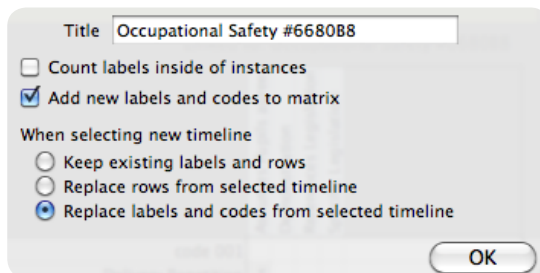 Title Occupational Safety #6680B8
Count labels inside of instances
Add new labels and codes to matrix
When selecting new timeline
Keep existing labels and rows
Replace rows from selected timeline
Replace labels and codes from selected timeline
OK